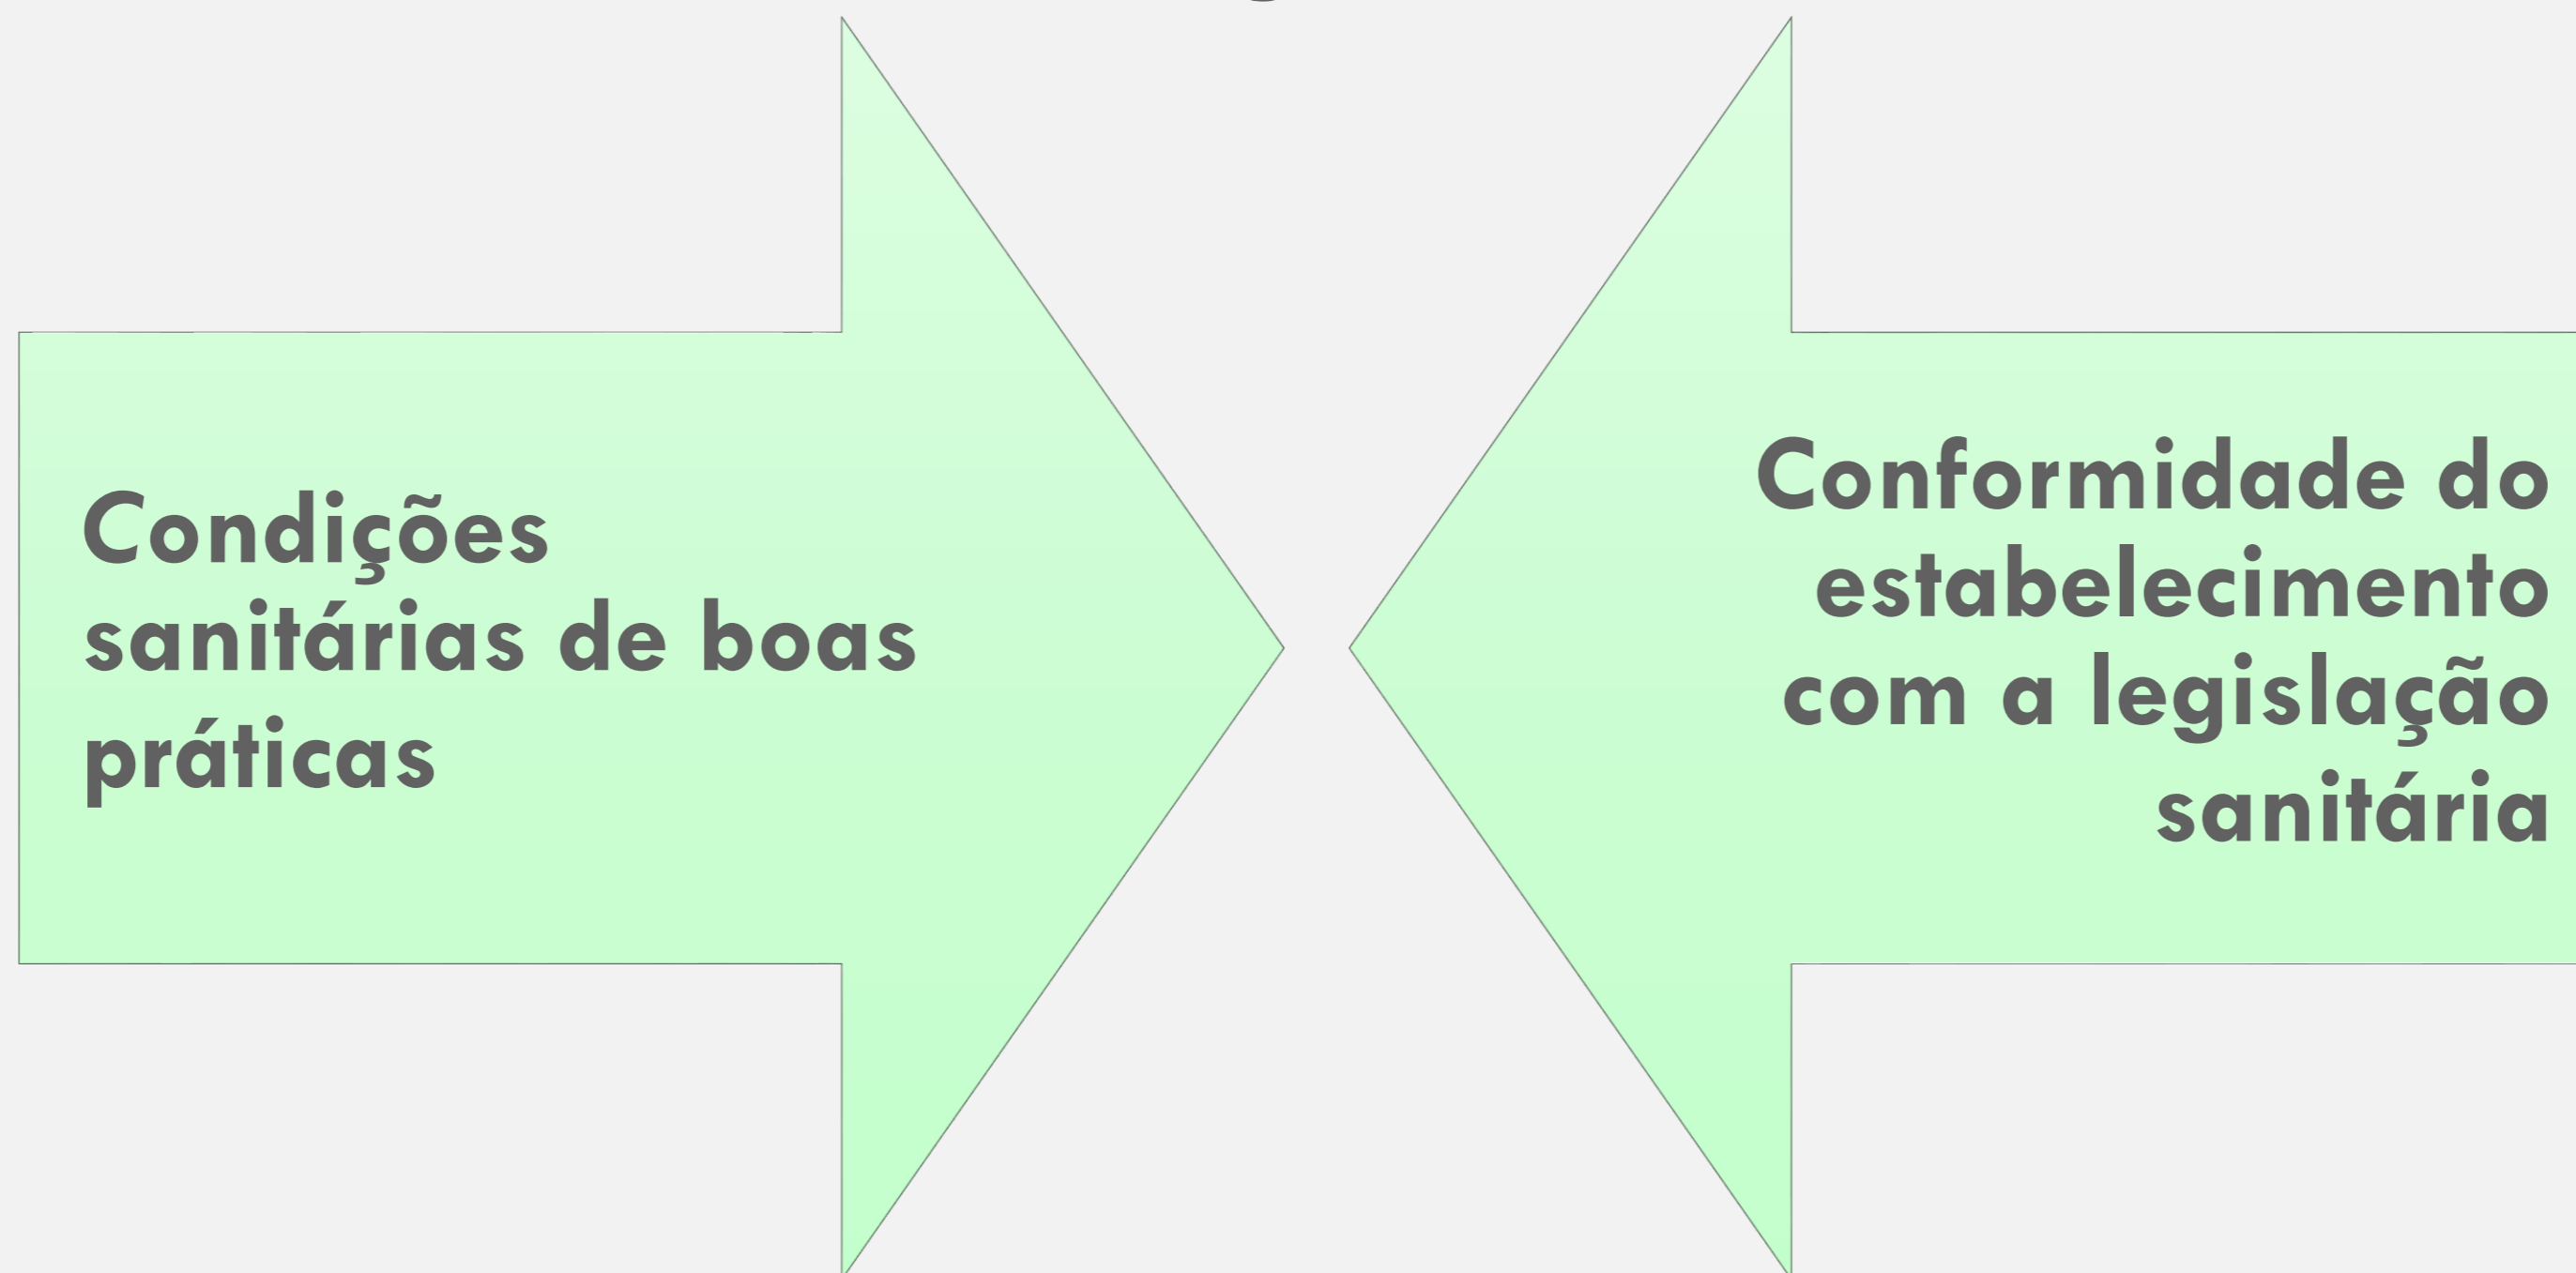 Condições
sanitárias de boas
práticas
Conformidade do
estabelecimento
com a legislação
sanitária